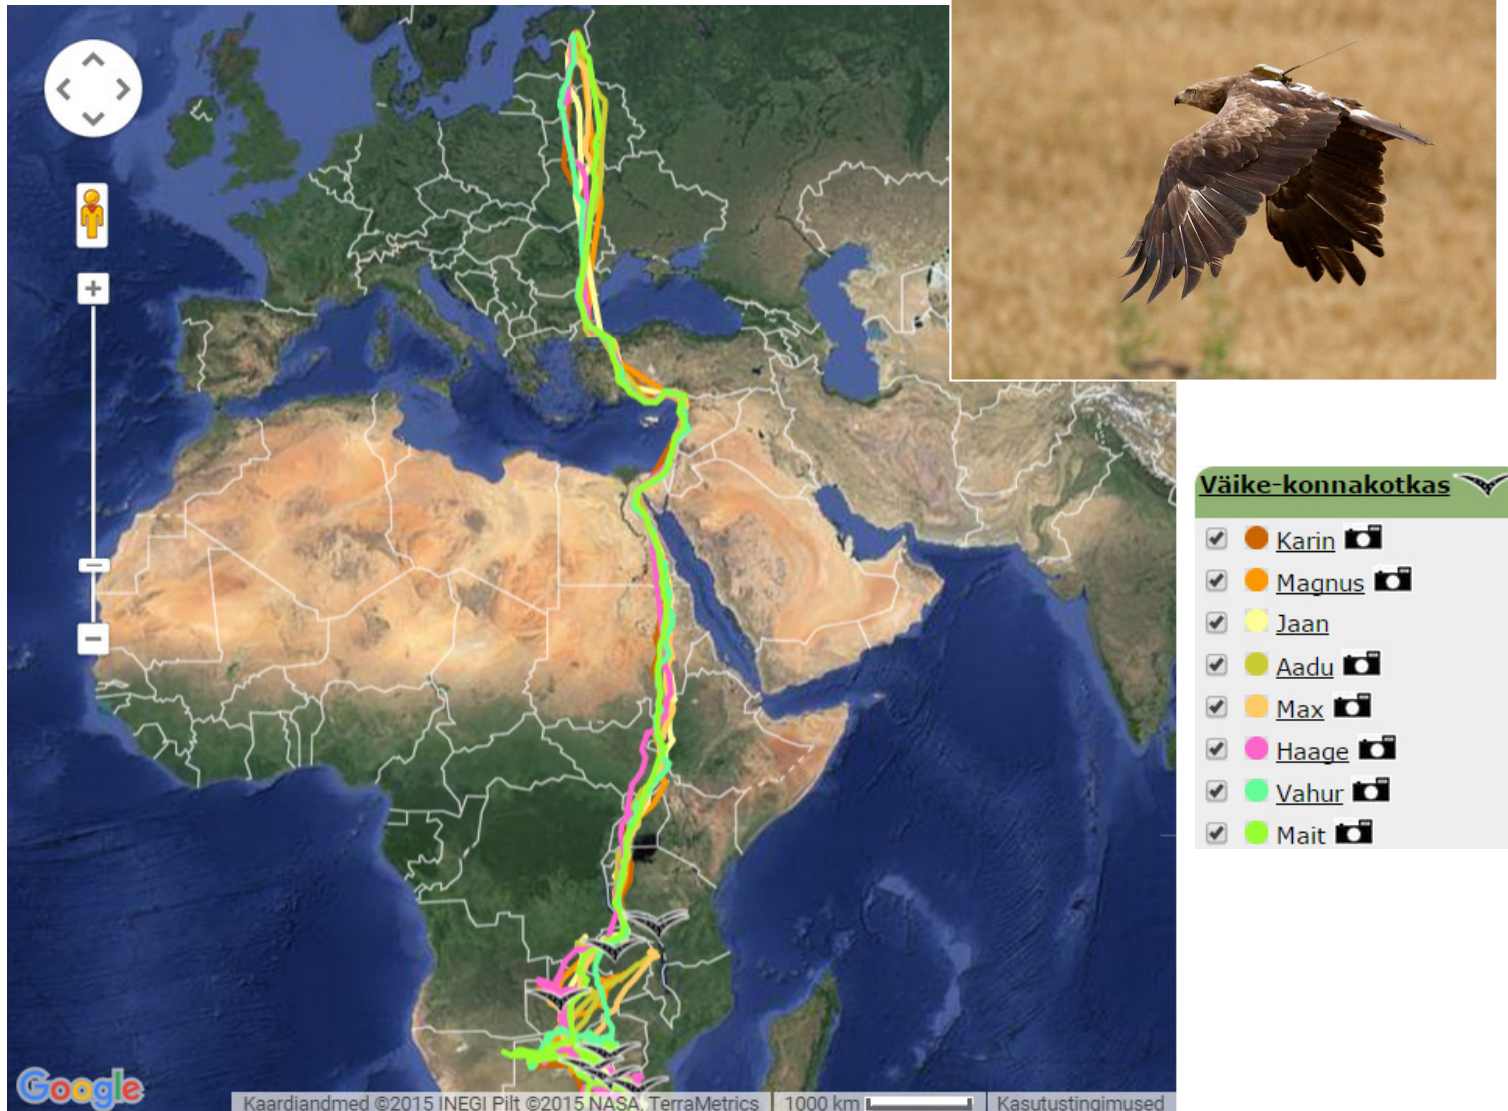 Väike-konnakotkas
Karin
Magnus
Jaan
Aadu
Max
Haage
Vahur
Mait
Google
Kaardiandmed ©2015 INEGI Pilt ©2015 NASA, TerraMetrics
1000 km
Kasutustingimused